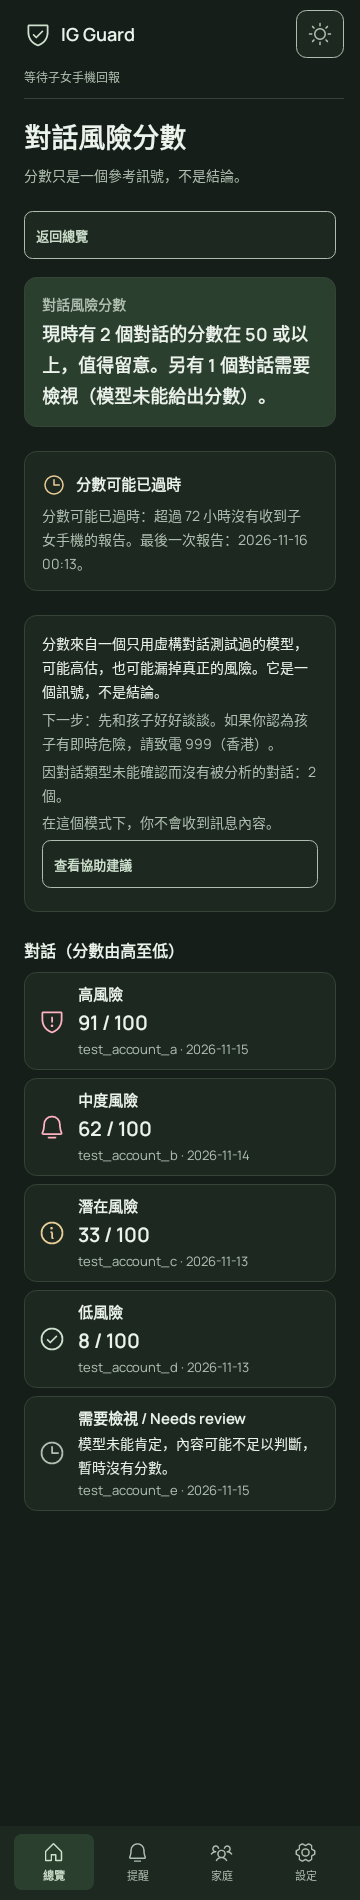 IG Guard
等待子女手機回報
對話風險分數
分數只是一個參考訊號，不是結論。
返回總覽
對話風險分數
現時有 2 個對話的分數在 50 或以
上，值得留意。另有 1 個對話需要
檢視（模型未能給出分數）。
分數可能已過時
分數可能已過時：超過 72 小時沒有收到子
女手機的報告。最後一次報告：2026-11-16
00:13。
分數來自一個只用虛構對話測試過的模型，
可能高估，也可能漏掉真正的風險。它是一
個訊號，不是結論。
下一步：先和孩子好好談談。如果你認為孩
子有即時危險，請致電 999（香港）。
因對話類型未能確認而沒有被分析的對話：2
個。
在這個模式下，你不會收到訊息內容。
查看協助建議
對話（分數由高至低）
高風險
91 / 100
test_account_a · 2026-11-15
中度風險
62 / 100
test_account_b · 2026-11-14
潛在風險
33 / 100
test_account_c · 2026-11-13
低風險
8 / 100
test_account_d · 2026-11-13
需要檢視 / Needs review
模型未能肯定，內容可能不足以判斷，
暫時沒有分數。
test_account_e · 2026-11-15
總覽
提醒
家庭
設定